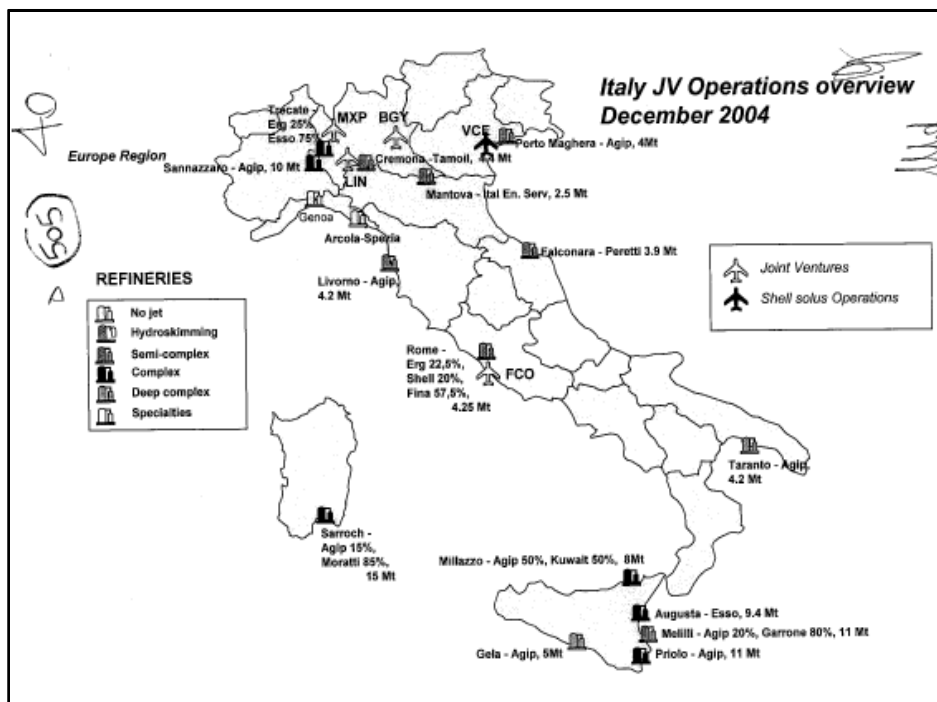 Italy JV Operations overview
December 2004
Europe Region
Trecate -
Erg 25%
Esso 75%
MXP
BGY
VCE
Porto Maghera - Agip, 4Mt
Sannazzaro - Agip, 10 Mt
LIN
Cremona -Tamoil, Mt
Mantova - Ital En. Serv, 2.5 Mt
Genoa
Arcola-Spezia
Falconara - Peretti 3.9 Mt
Livorno - Agip,
4.2 Mt
Joint Ventures
Shell solus Operations
REFINERIES
No jet
Hydroskimming
Semi-complex
Complex
Deep complex
Specialties
Rome -
Erg 22,5%
Shell 20%,
Fina 57,5%,
4.25 Mt
FCO
Taranto - Agip,
4.2 Mt
Sarroch -
Agip 15%,
Moratti 85%,
15 Mt
Millazzo - Agip 50%, Kuwait 50%, 8Mt
Augusta - Esso, 9.4 Mt
Melilli - Agip 20%, Garrone 80%, 11 Mt
Gela - Agip, 5Mt
Priolo - Agip, 11 Mt